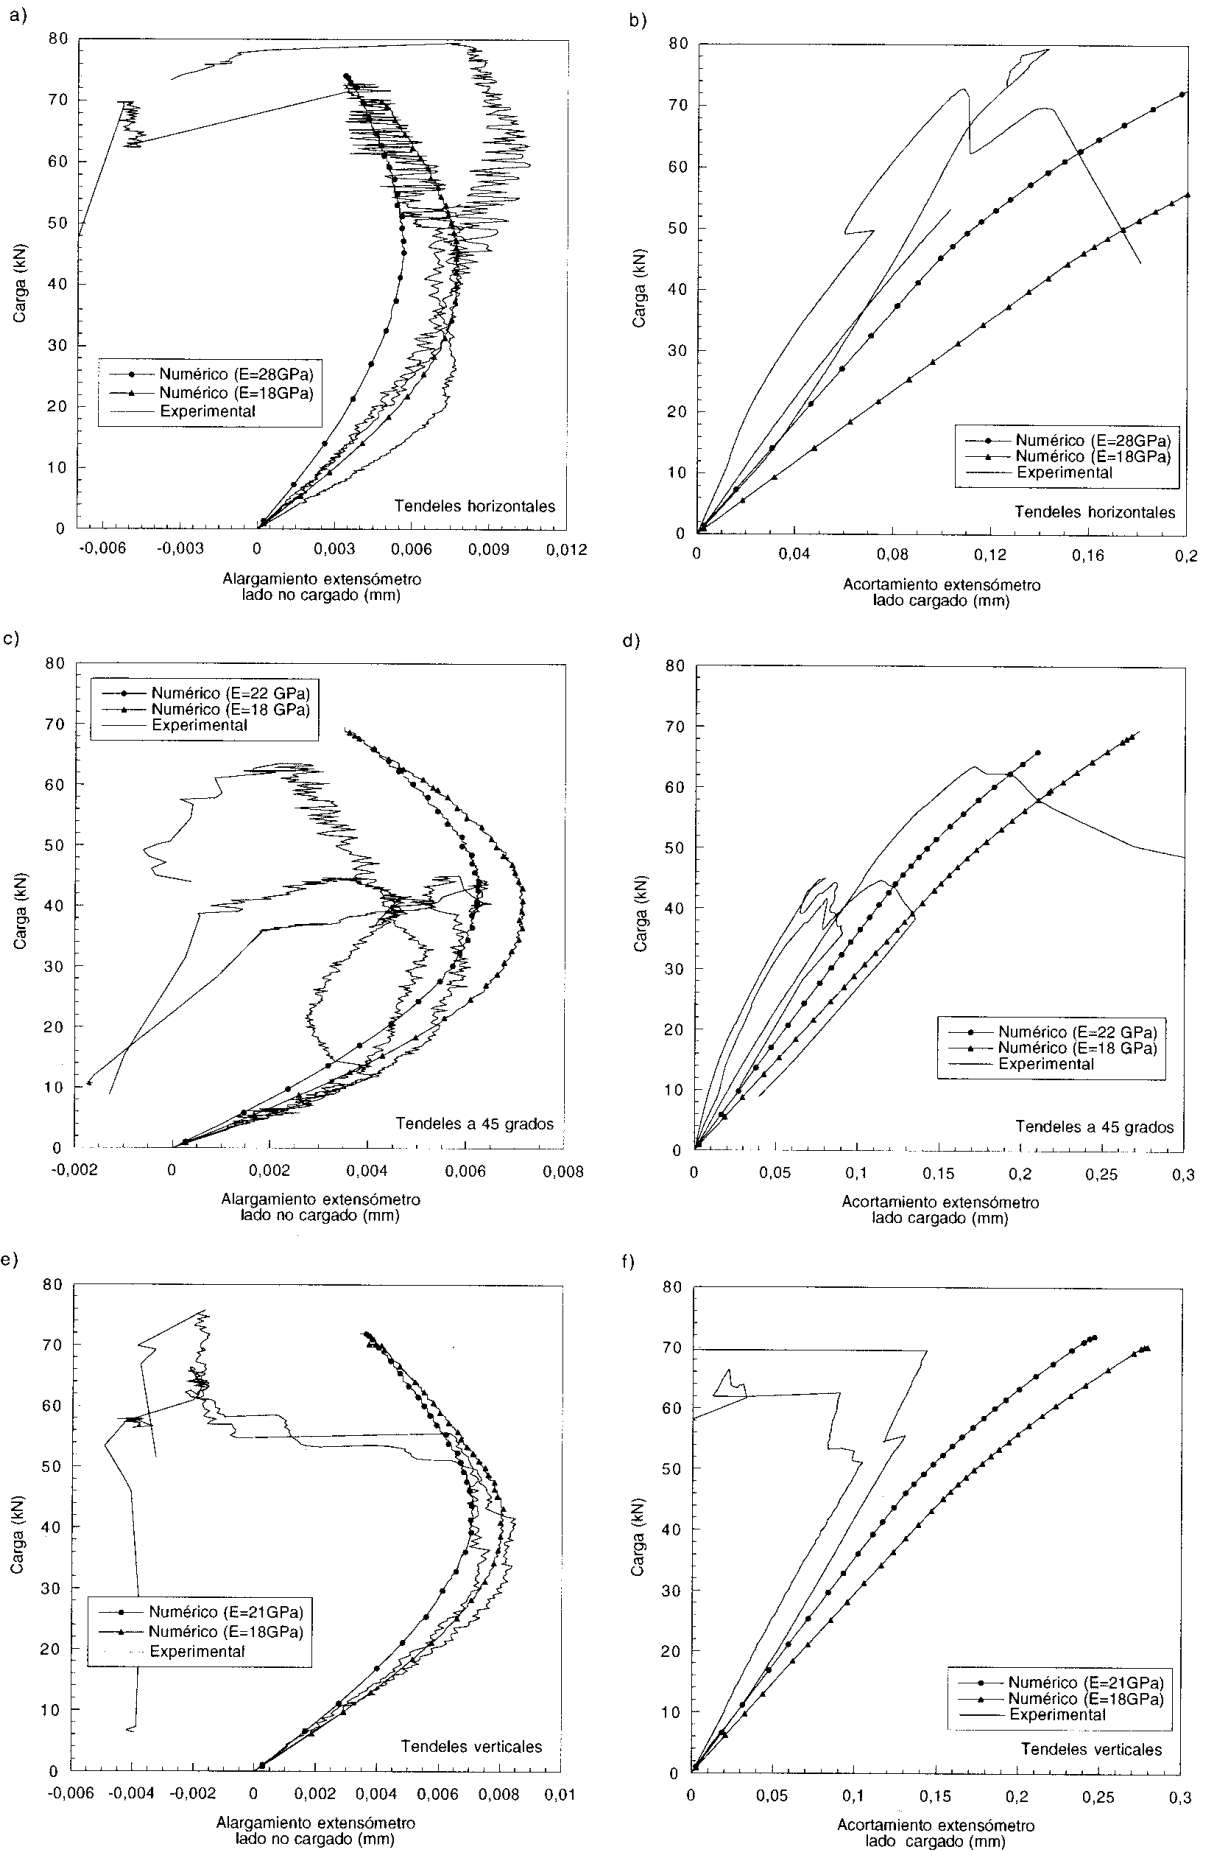 a)
80
70
60
50
40
30
20
10
0
Carga (kN)
Numérico (E=28GPa)
Numérico (E=18GPa)
Experimental
Tendeles horizontales
-0,006 -0,003 0 0,003 0,006 0,009 0,012
Alargamiento extensómetro
lado no cargado (mm)
b)
80
70
60
50
40
30
20
10
0
Carga (kN)
Numérico (E=28GPa)
Numérico (E=18GPa)
Experimental
Tendeles horizontales
0 0,04 0,08 0,12 0,16 0,2
Acortamiento extensómetro
lado cargado (mm)
c)
80
70
60
50
40
30
20
10
0
Carga (kN)
Numérico (E=22 GPa)
Numérico (E=18 GPa)
Experimental
Tendeles a 45 grados
-0,002 0 0,002 0,004 0,006 0,008
Alargamiento extensómetro
lado no cargado (mm)
d)
80
70
60
50
40
30
20
10
0
Carga (kN)
Numérico (E=22 GPa)
Numérico (E=18 GPa)
Experimental
Tendeles a 45 grados
0 0,05 0,1 0,15 0,2 0,25 0,3
Acortamiento extensómetro
lado cargado (mm)
e)
80
70
60
50
40
30
20
10
0
Carga (kN)
Numérico (E=21GPa)
Numérico (E=18GPa)
Experimental
Tendeles verticales
-0,006 -0,004 -0,002 0 0,002 0,004 0,006 0,008 0,01
Alargamiento extensómetro
lado no cargado (mm)
f)
80
70
60
50
40
30
20
10
0
Carga (kN)
Numérico (E=21GPa)
Numérico (E=18GPa)
Experimental
Tendeles verticales
0 0,05 0,1 0,15 0,2 0,25 0,3
Acortamiento extensómetro
lado cargado (mm)